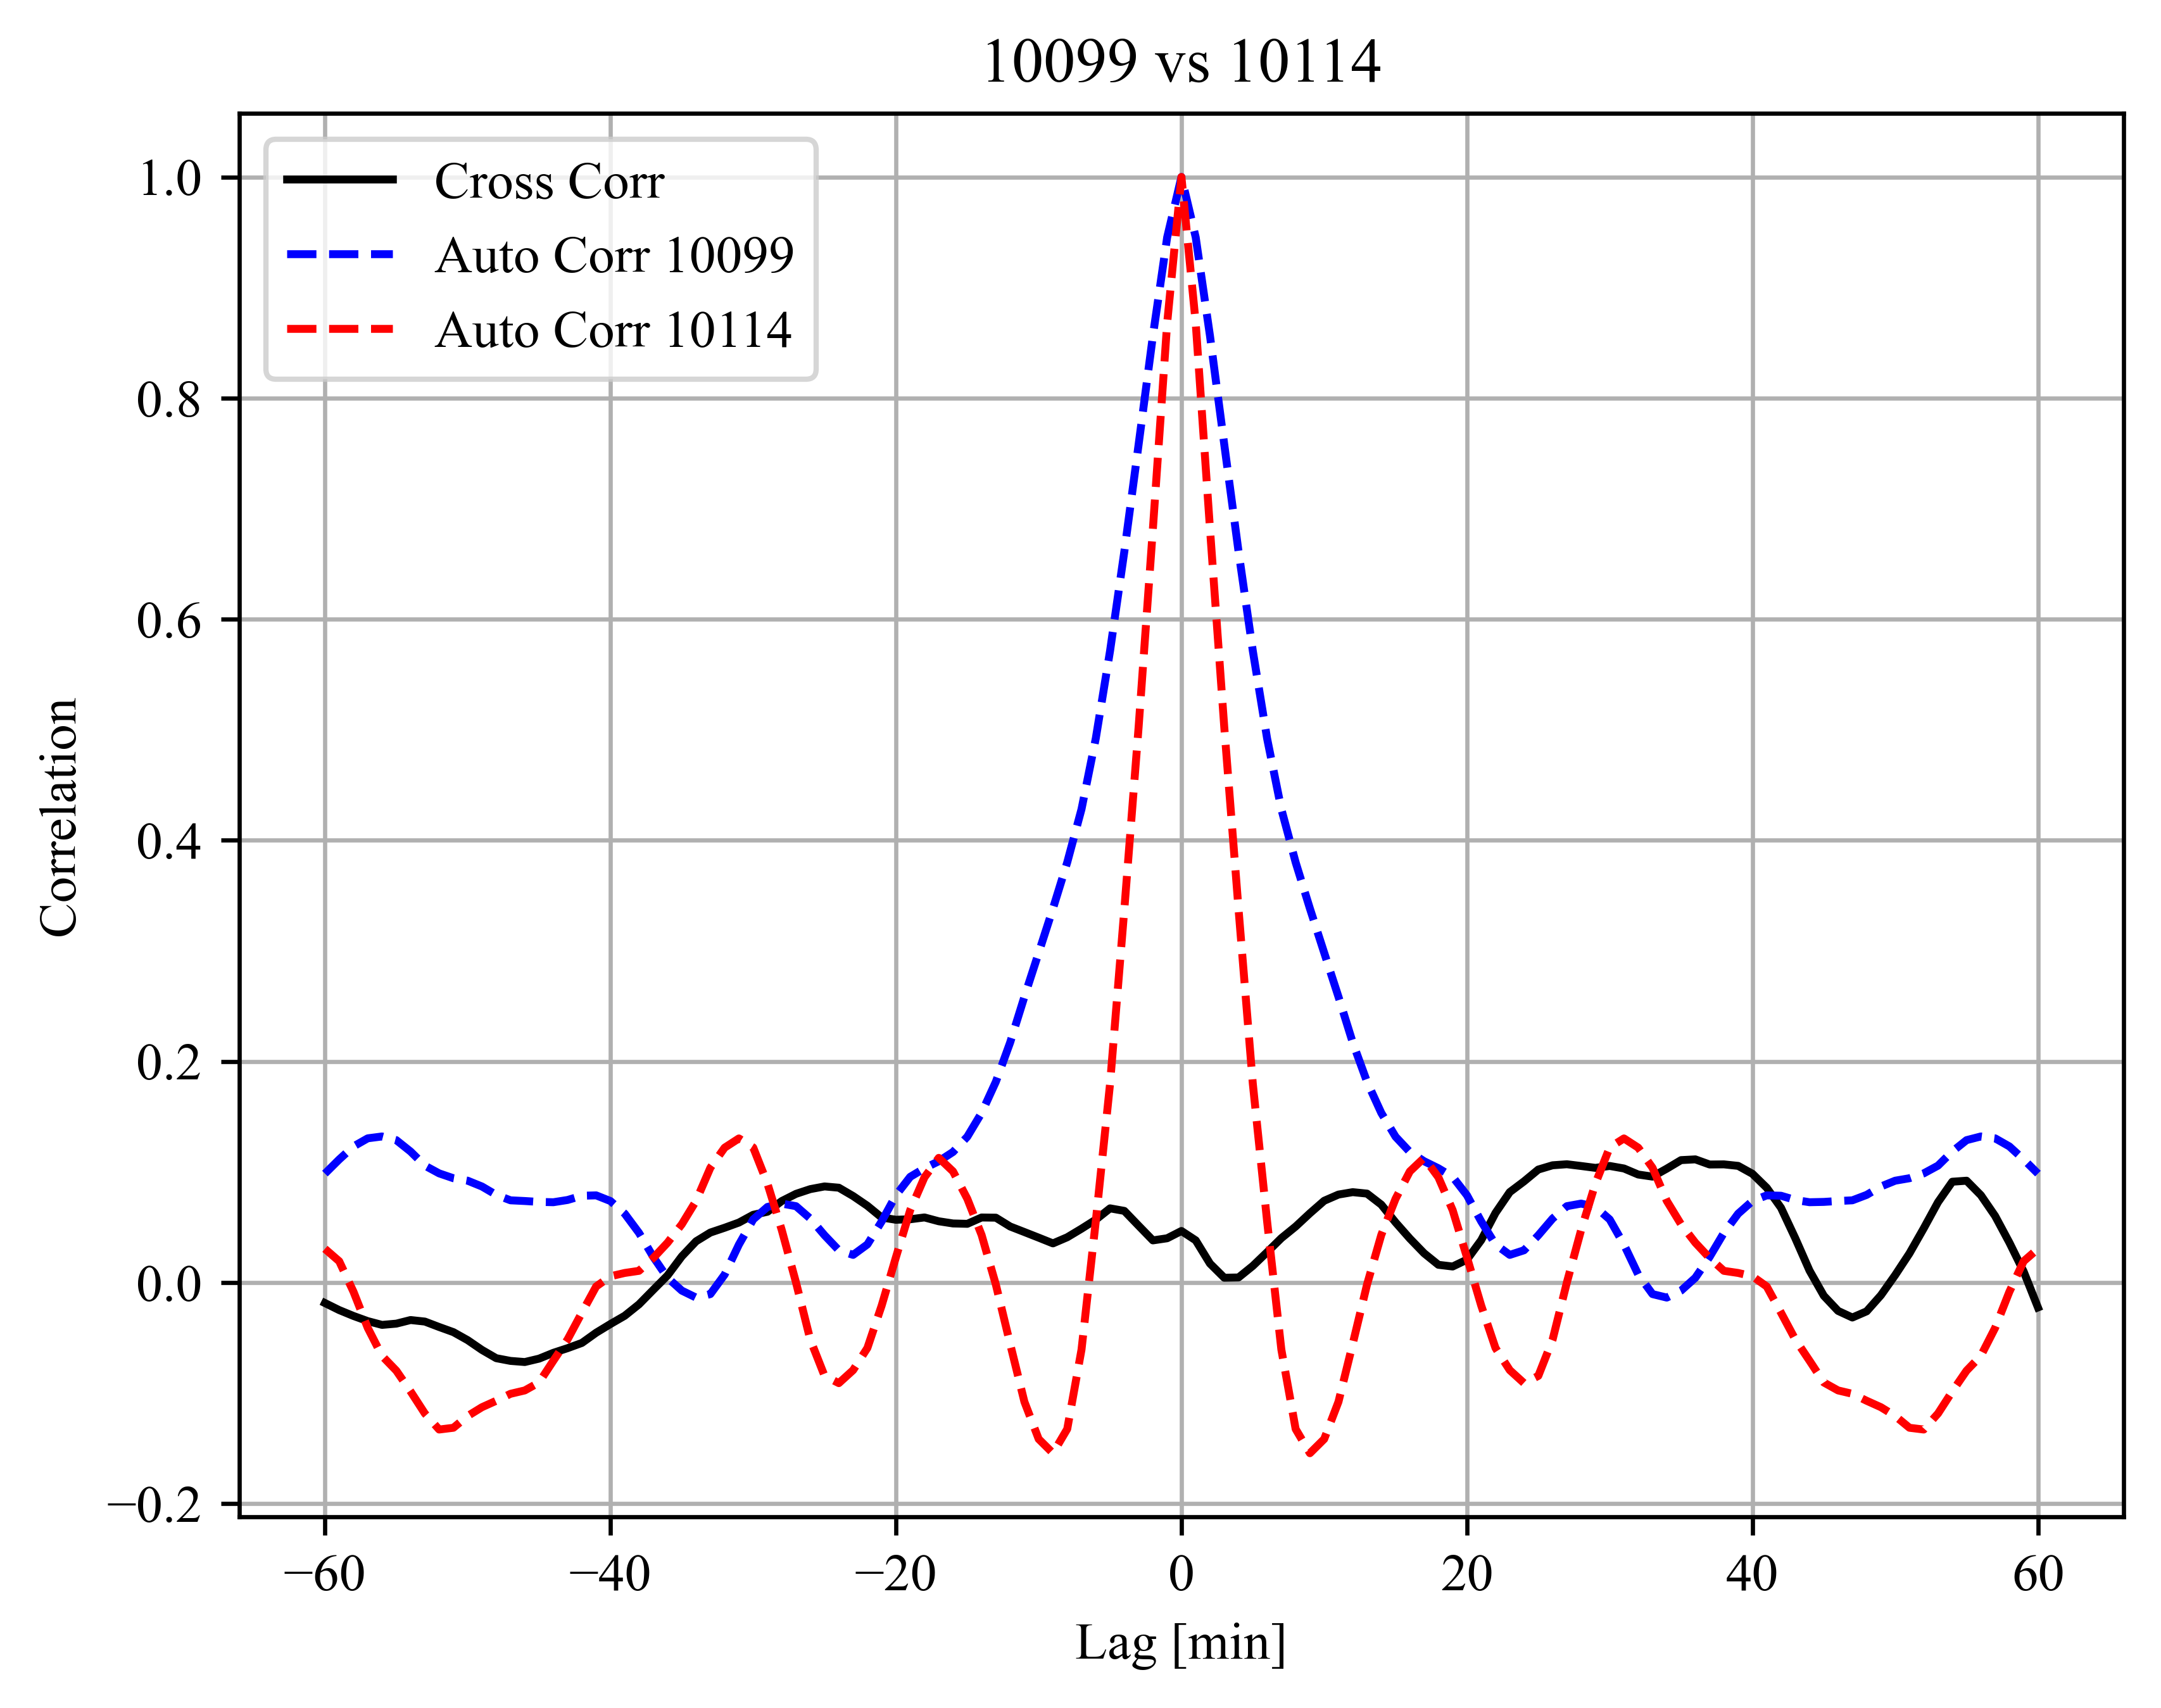 10099 vs 10114
Cross Corr
Auto Corr 10099
Auto Corr 10114
1.0
0.8
0.6
0.4
0.2
0.0
−0.2
Correlation
−60 −40 −20 0 20 40 60
Lag [min]